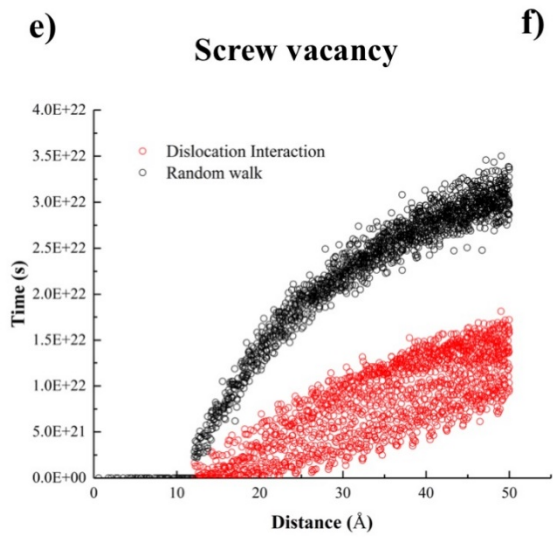 e)
f)
Screw vacancy
4.0E+22
3.5E+22
3.0E+22
2.5E+22
2.0E+22
1.5E+22
1.0E+22
5.0E+21
0.0E+00
Time (s)
Dislocation Interaction
Random walk
0 10 20 30 40 50
Distance (Å)